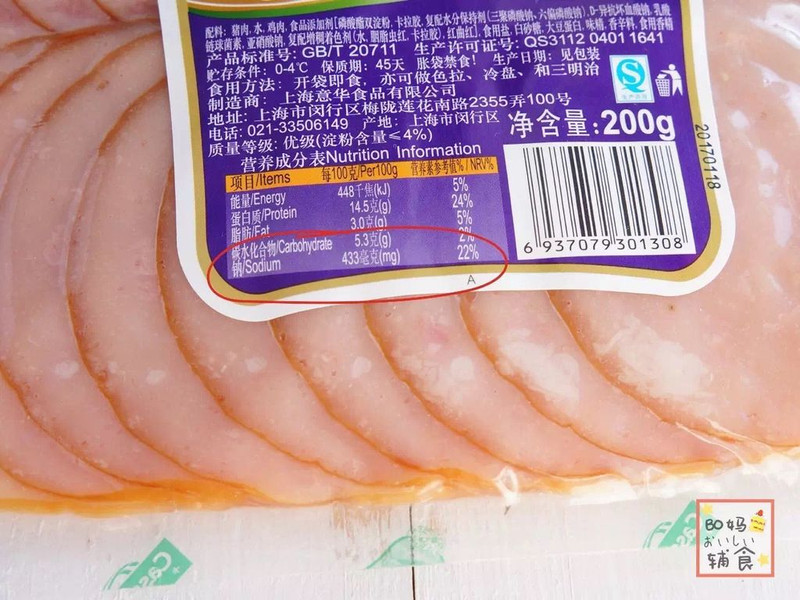 配料: 猪肉, 水, 鸡肉, 食品添加剂[磷酸酯双淀粉, 卡拉胶, 复配水分保持剂(三聚磷酸钠, 六偏磷酸钠), D-异抗坏血酸钠, 乳酸
链球菌素, 亚硝酸钠, 复配增稠着色剂(水, 胭脂虫红, 卡拉胶), 红曲红], 食用盐, 白砂糖, 大豆蛋白, 味精, 香辛料, 食用香精
产品标准号: GB/T 20711 生产许可证号: QS3112 0401 1641
贮存条件: 0-4℃ 保质期: 45天 胀袋禁食! 生产日期: 见包装
食用方法: 开袋即食, 亦可做色拉、冷盘、和三明治
制造商: 上海意华食品有限公司
地址: 上海市闵行区梅陇莲花南路2355弄100号
电话: 021-33506149 产地: 上海市闵行区
质量等级: 优级(淀粉含量≤4%)
净含量:200g
营养成分表Nutrition Information
项目/Items 每100克/Per100g 营养素参考值% / NRV%
能量/Energy 448千焦(kJ) 5%
蛋白质/Protein 14.5克(g) 24%
脂肪/Fat 3.0克(g) 5%
碳水化合物/Carbohydrate 5.3克(g) 2%
钠/Sodium 433毫克(mg) 22%
A
QS
6 937079 301308
20170118
BO妈
おいしい
辅食